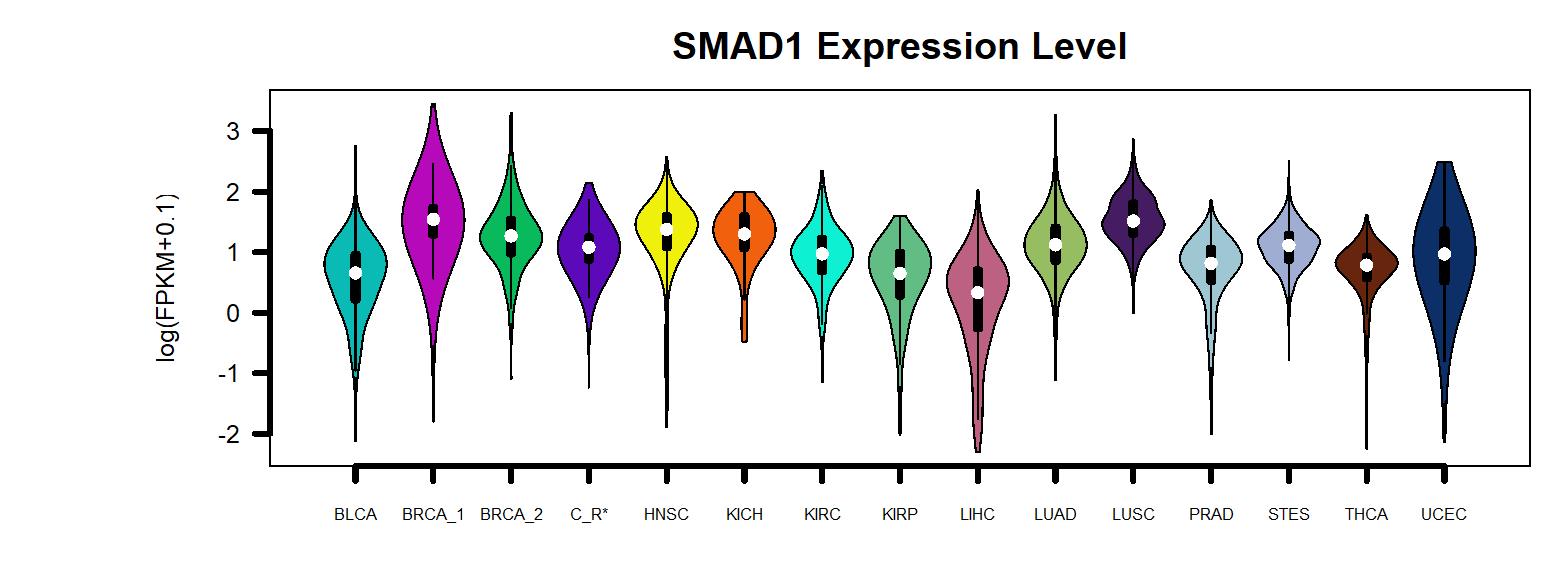 SMAD1 Expression Level
log(FPKM+0.1)
3
2
1
0
-1
-2
BLCA BRCA_1 BRCA_2 C_R* HNSC KICH KIRC KIRP LIHC LUAD LUSC PRAD STES THCA UCEC